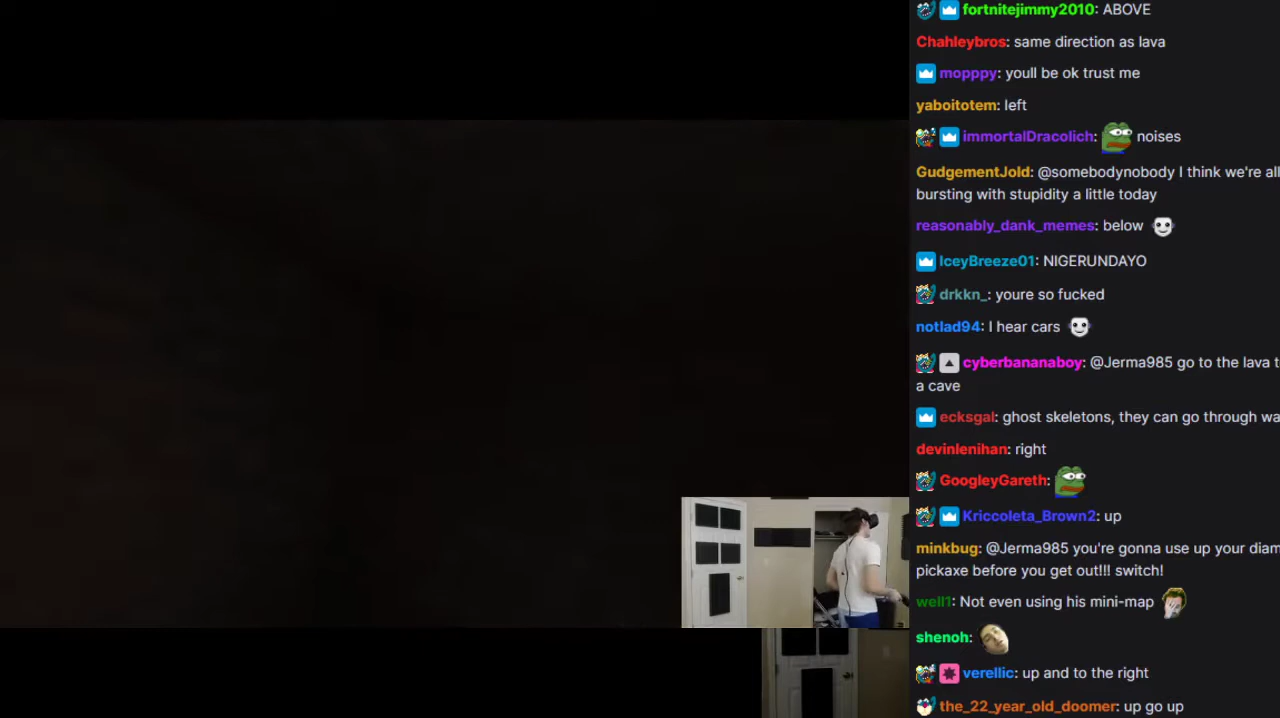 fortnitejimmy2010: ABOVE
Chahleybros: same direction as lava
mopppy: youll be ok trust me
yaboitotem: left
immortalDracolich: noises
GudgementJold: @somebodynobody I think we're all
bursting with stupidity a little today
reasonably_dank_memes: below
IceyBreeze01: NIGERUNDAYO
drkkn_: youre so fucked
notlad94: I hear cars
cyberbananaboy: @Jerma985 go to the lava t
a cave
ecksgal: ghost skeletons, they can go through wa
devinlenihan: right
GoogleyGareth:
Kriccoleta_Brown2: up
minkbug: @Jerma985 you're gonna use up your diam
pickaxe before you get out!!! switch!
well1: Not even using his mini-map
shenoh:
verellic: up and to the right
the_22_year_old_doomer: up go up